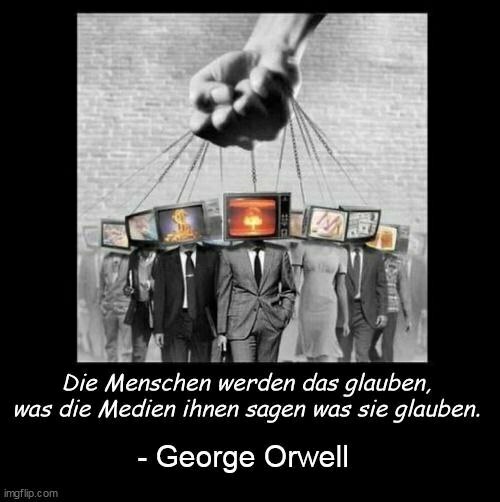 Die Menschen werden das glauben,
was die Medien ihnen sagen was sie glauben.
- George Orwell
imgflip.com